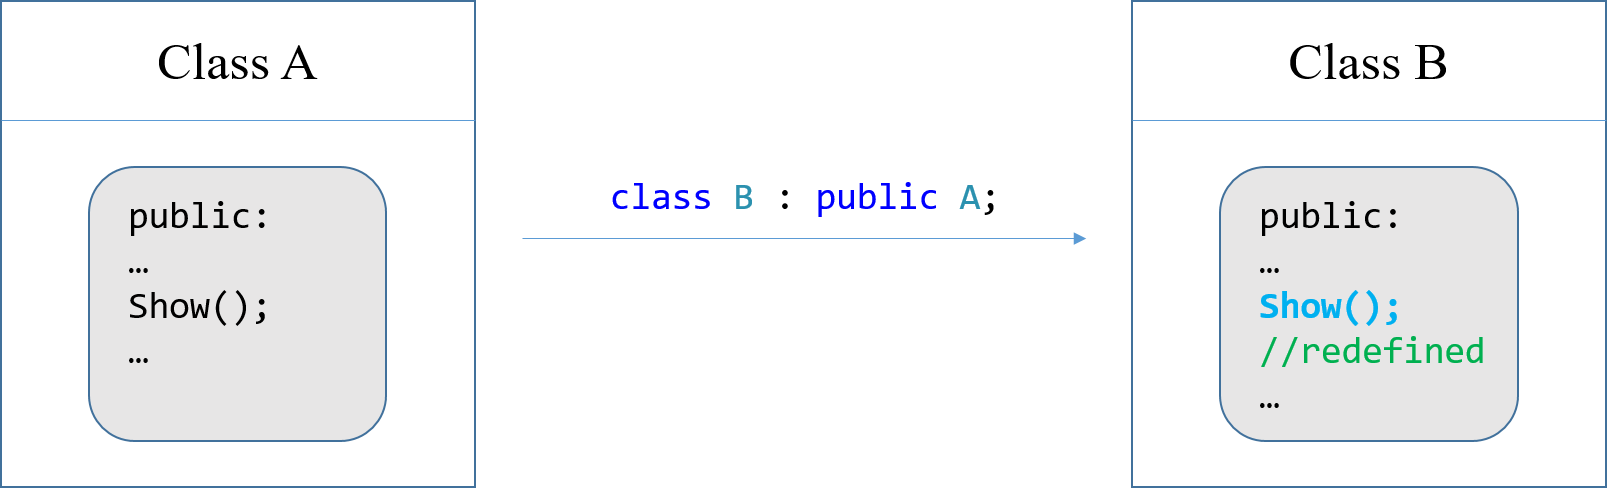 Class A
public:
…
Show();
…
class B : public A;
Class B
public:
…
Show();
//redefined
…